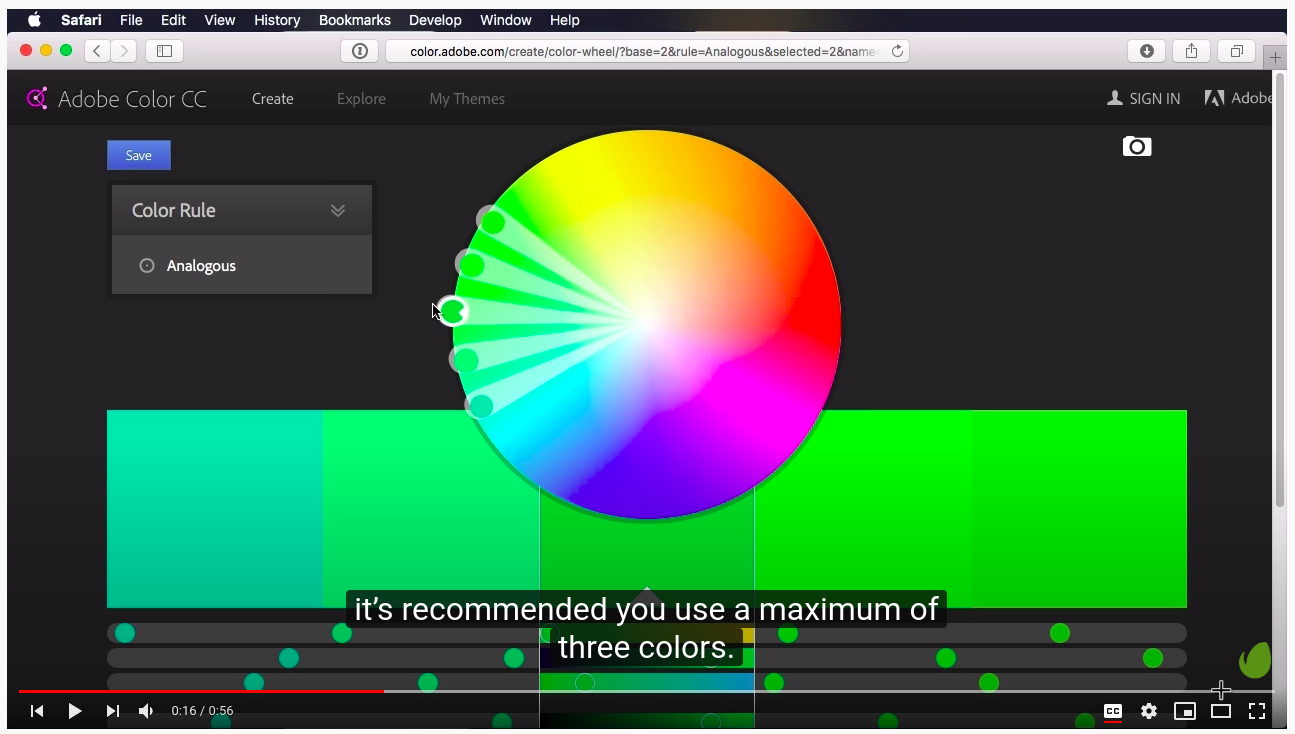 Safari File Edit View History Bookmarks Develop Window Help
color.adobe.com/create/color-wheel/?base=2&rule=Analogous&selected=2&name=
Adobe Color CC Create Explore My Themes SIGN IN Adobe
Save
Color Rule
Analogous
it's recommended you use a maximum of
three colors.
0:16 / 0:56
CC